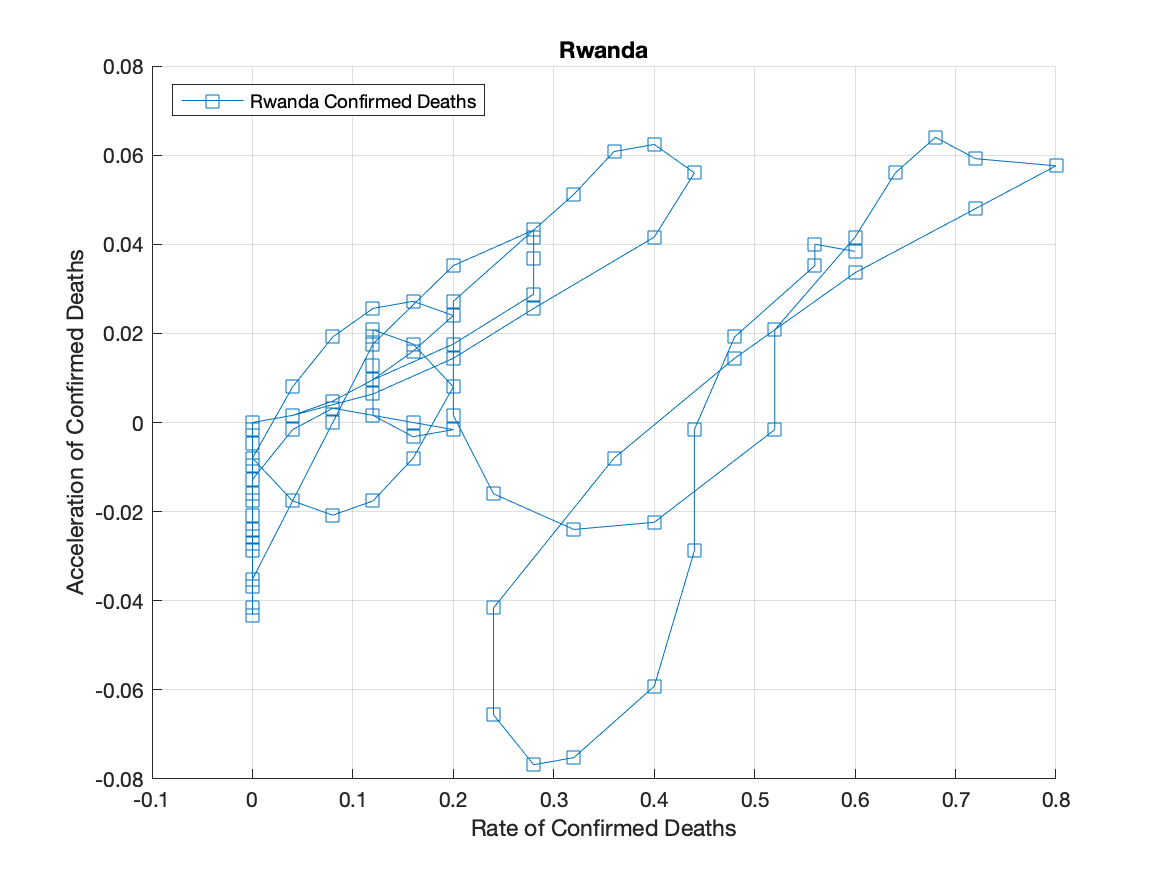 Rwanda
Rwanda Confirmed Deaths
Acceleration of Confirmed Deaths
0.08
0.06
0.04
0.02
0
-0.02
-0.04
-0.06
-0.08
-0.1 0 0.1 0.2 0.3 0.4 0.5 0.6 0.7 0.8
Rate of Confirmed Deaths